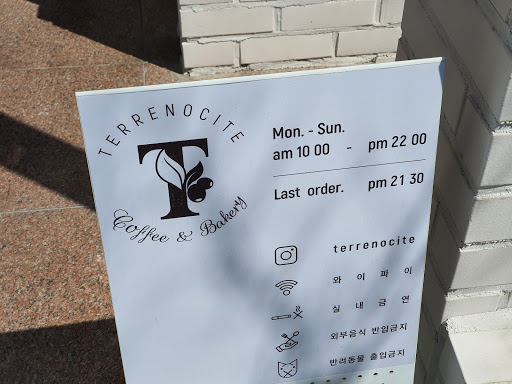 TERRENOCITE
T
Coffee & Bakery
Mon. - Sun.
am 10 00 - pm 22 00
Last order. pm 21 30
terrenocite
와이파이
실내금연
외부음식 반입금지
반려동물 출입금지